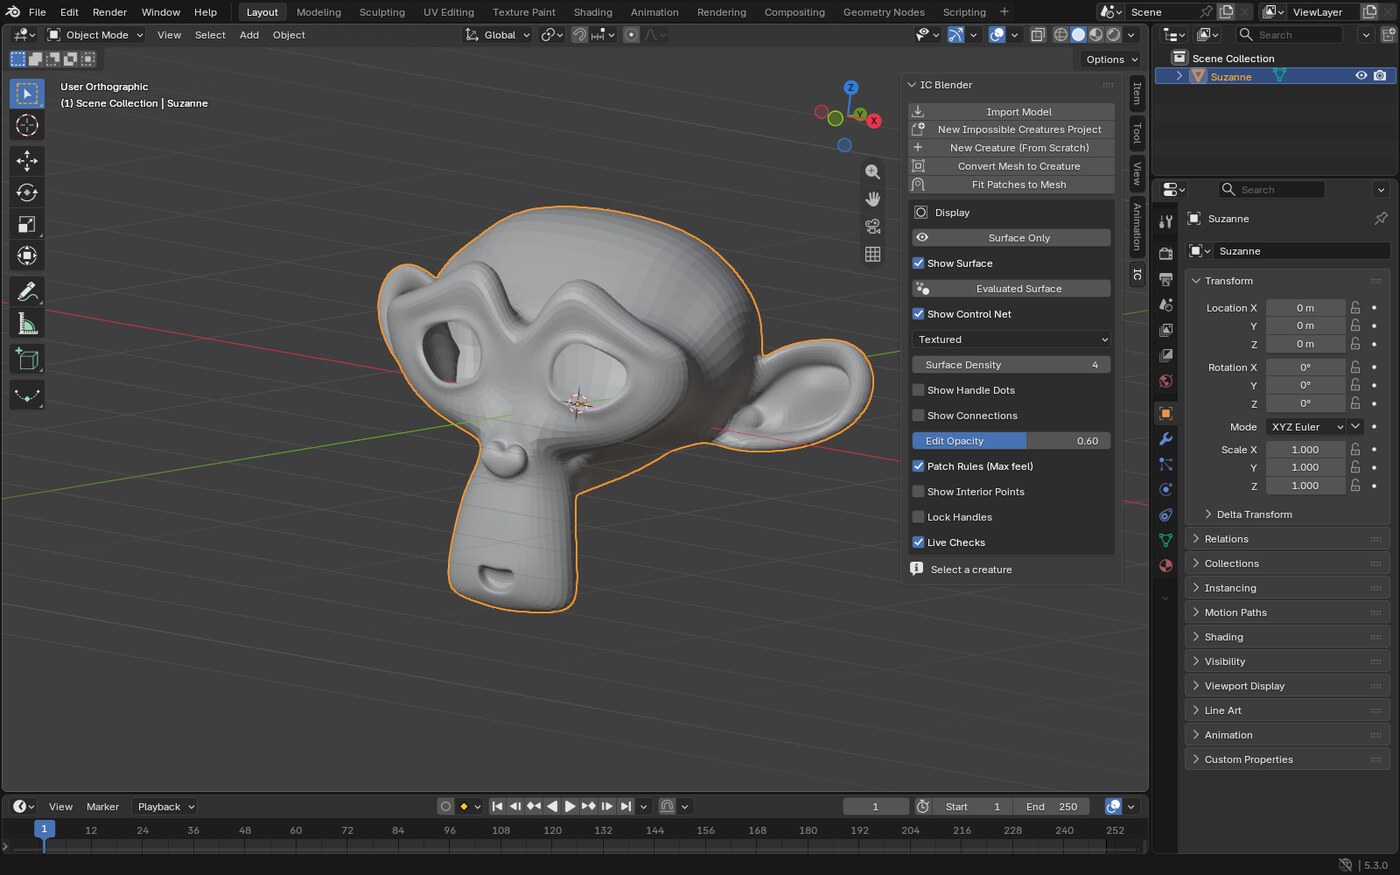 File Edit Render Window Help Layout Modeling Sculpting UV Editing Texture Paint Shading Animation Rendering Compositing Geometry Nodes Scripting + Scene ViewLayer
Object Mode View Select Add Object Global Search
Options
User Orthographic
(1) Scene Collection | Suzanne
Z
Y
X
IC Blender
Import Model
New Impossible Creatures Project
New Creature (From Scratch)
Convert Mesh to Creature
Fit Patches to Mesh
Display
Surface Only
Show Surface
Evaluated Surface
Show Control Net
Textured
Surface Density 4
Show Handle Dots
Show Connections
Edit Opacity 0.60
Patch Rules (Max feel)
Show Interior Points
Lock Handles
Live Checks
Select a creature
Item
Tool
View
Animation
IC
Scene Collection
Suzanne
Search
Suzanne
Suzanne
Transform
Location X 0 m
Y 0 m
Z 0 m
Rotation X 0°
Y 0°
Z 0°
Mode XYZ Euler
Scale X 1.000
Y 1.000
Z 1.000
Delta Transform
Relations
Collections
Instancing
Motion Paths
Shading
Visibility
Viewport Display
Line Art
Animation
Custom Properties
View Marker Playback 1 Start 1 End 250
1 12 24 36 48 60 72 84 96 108 120 132 144 156 168 180 192 204 216 228 240 252
5.3.0